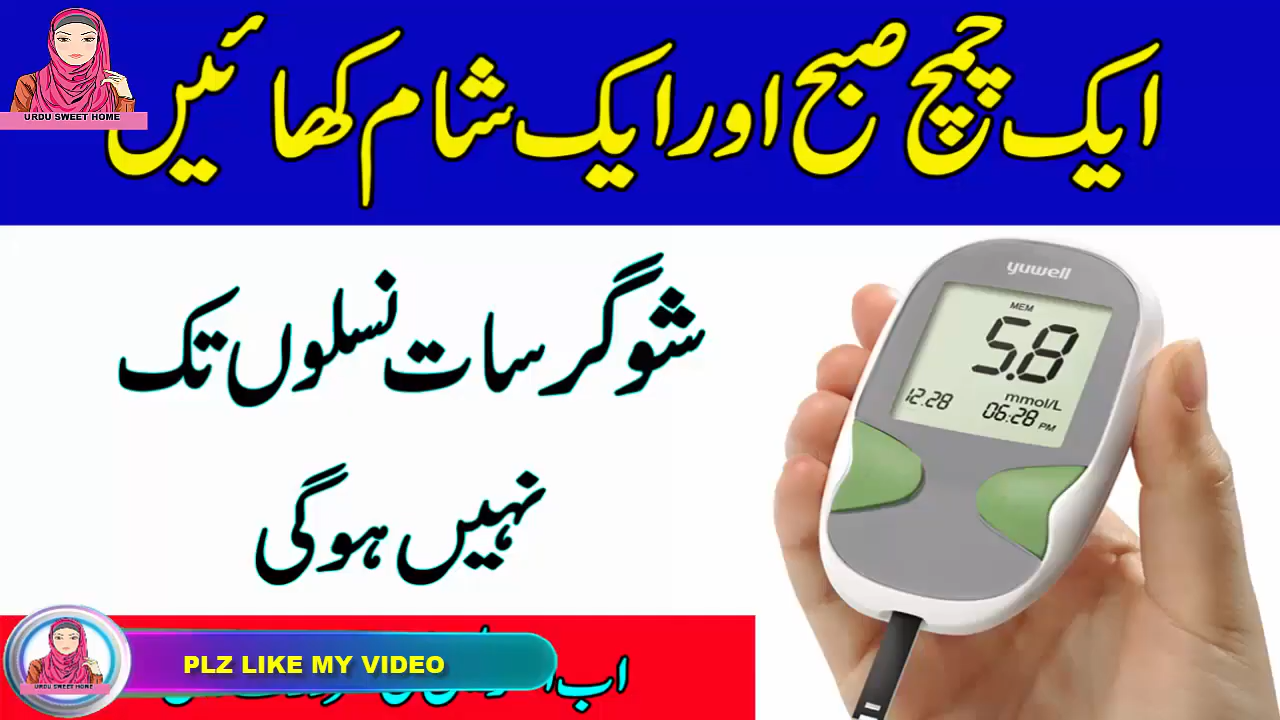 ایک چمچ صبح اور ایک شام کھائیں
URDU SWEET HOME
شوگر سات نسلوں تک
نہیں ہوگی
yuwell
MEM
5.8
mmol/L
12.28 06:28 PM
اب
PLZ LIKE MY VIDEO
URDU SWEET HOME